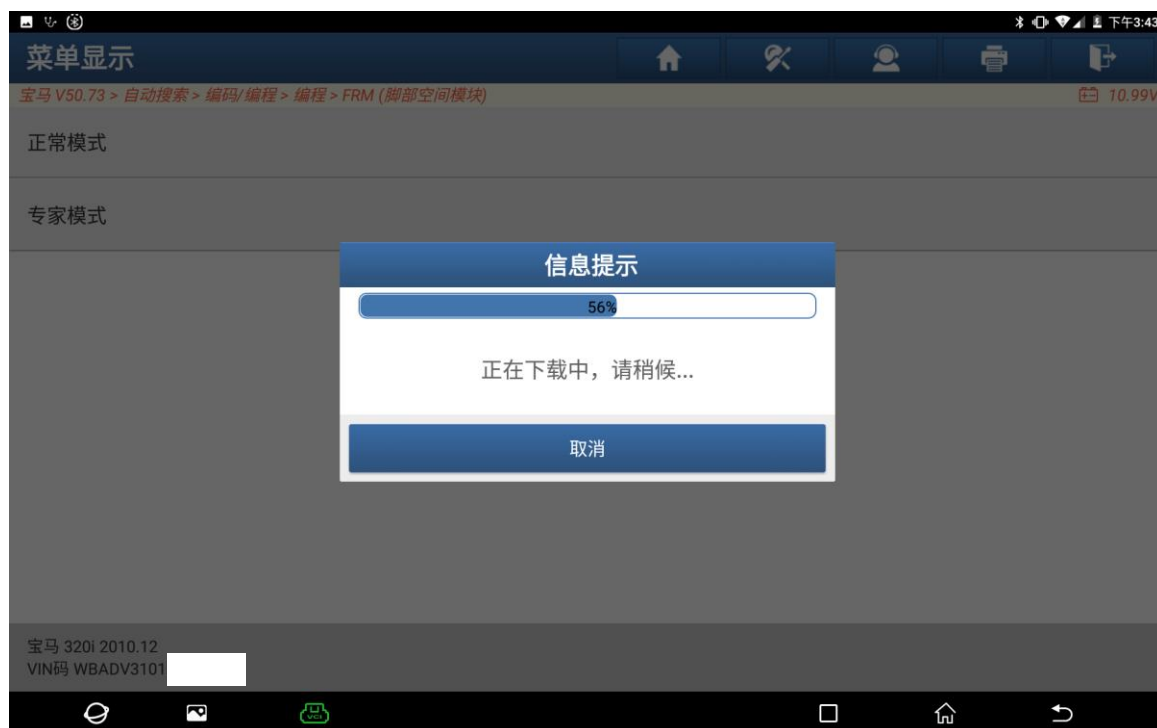 下午3:43
菜单显示
宝马 V50.73 > 自动搜索 > 编码/编程 > 编程 > FRM (脚部空间模块)
10.99V
正常模式
专家模式
信息提示
56%
正在下载中，请稍候...
取消
宝马 320i 2010.12
VIN码 WBADV3101
VCI